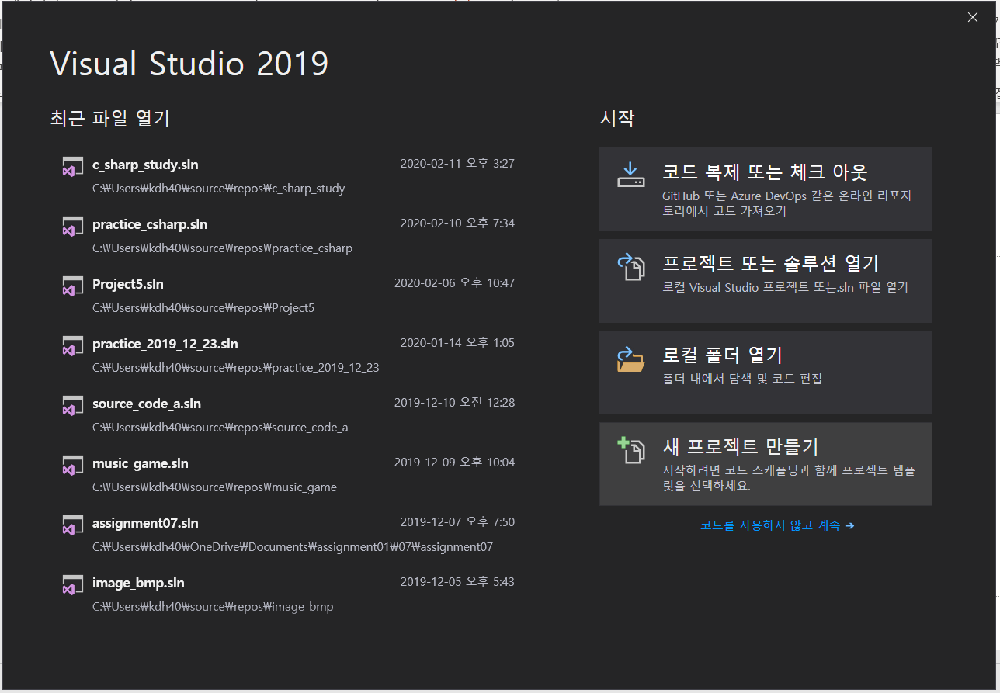 Visual Studio 2019
최근 파일 열기
c_sharp_study.sln 2020-02-11 오후 3:27
C:₩Users₩kdh40₩source₩repos₩c_sharp_study
practice_csharp.sln 2020-02-10 오후 7:34
C:₩Users₩kdh40₩source₩repos₩practice_csharp
Project5.sln 2020-02-06 오후 10:47
C:₩Users₩kdh40₩source₩repos₩Project5
practice_2019_12_23.sln 2020-01-14 오후 1:05
C:₩Users₩kdh40₩source₩repos₩practice_2019_12_23
source_code_a.sln 2019-12-10 오전 12:28
C:₩Users₩kdh40₩source₩repos₩source_code_a
music_game.sln 2019-12-09 오후 10:04
C:₩Users₩kdh40₩source₩repos₩music_game
assignment07.sln 2019-12-07 오후 7:50
C:₩Users₩kdh40₩OneDrive₩Documents₩assignment01₩07₩assignment07
image_bmp.sln 2019-12-05 오후 5:43
C:₩Users₩kdh40₩source₩repos₩image_bmp
시작
코드 복제 또는 체크 아웃
GitHub 또는 Azure DevOps 같은 온라인 리포지
토리에서 코드 가져오기
프로젝트 또는 솔루션 열기
로컬 Visual Studio 프로젝트 또는.sln 파일 열기
로컬 폴더 열기
폴더 내에서 탐색 및 코드 편집
새 프로젝트 만들기
시작하려면 코드 스캐폴딩과 함께 프로젝트 템플
릿을 선택하세요.
코드를 사용하지 않고 계속 →